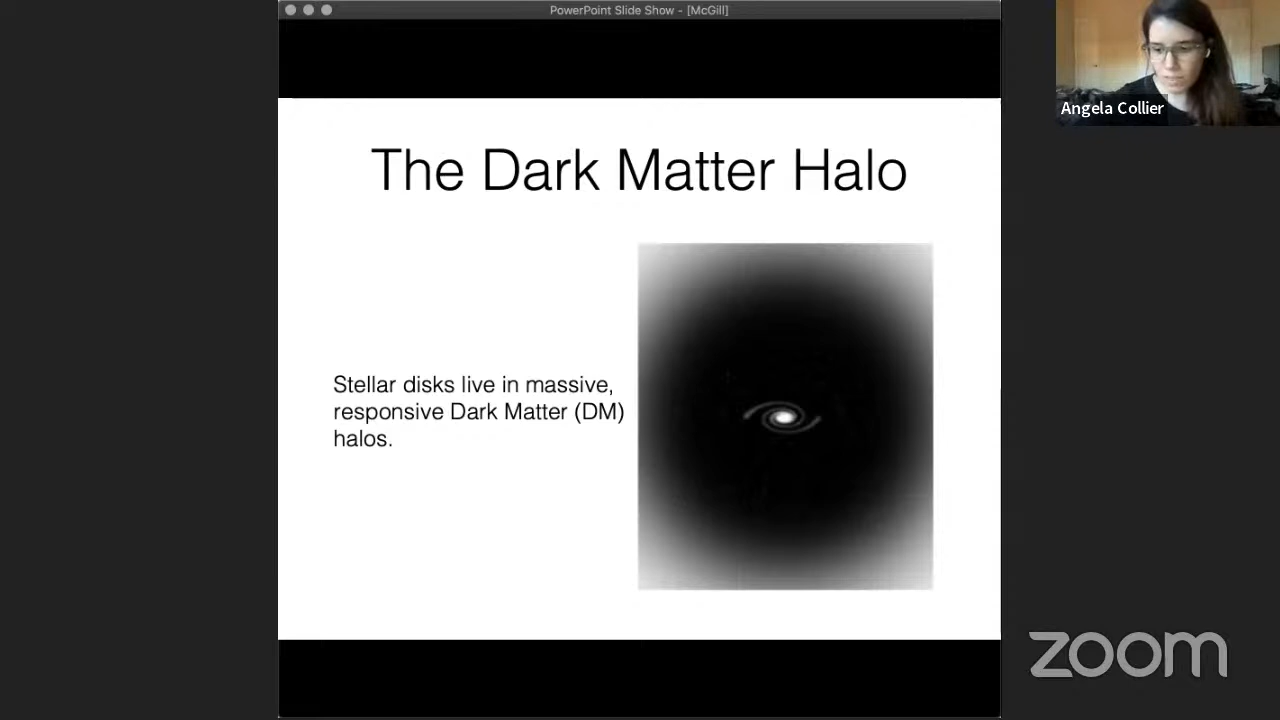 PowerPoint Slide Show - [McGill]
Angela Collier
The Dark Matter Halo
Stellar disks live in massive,
responsive Dark Matter (DM)
halos.
zoom